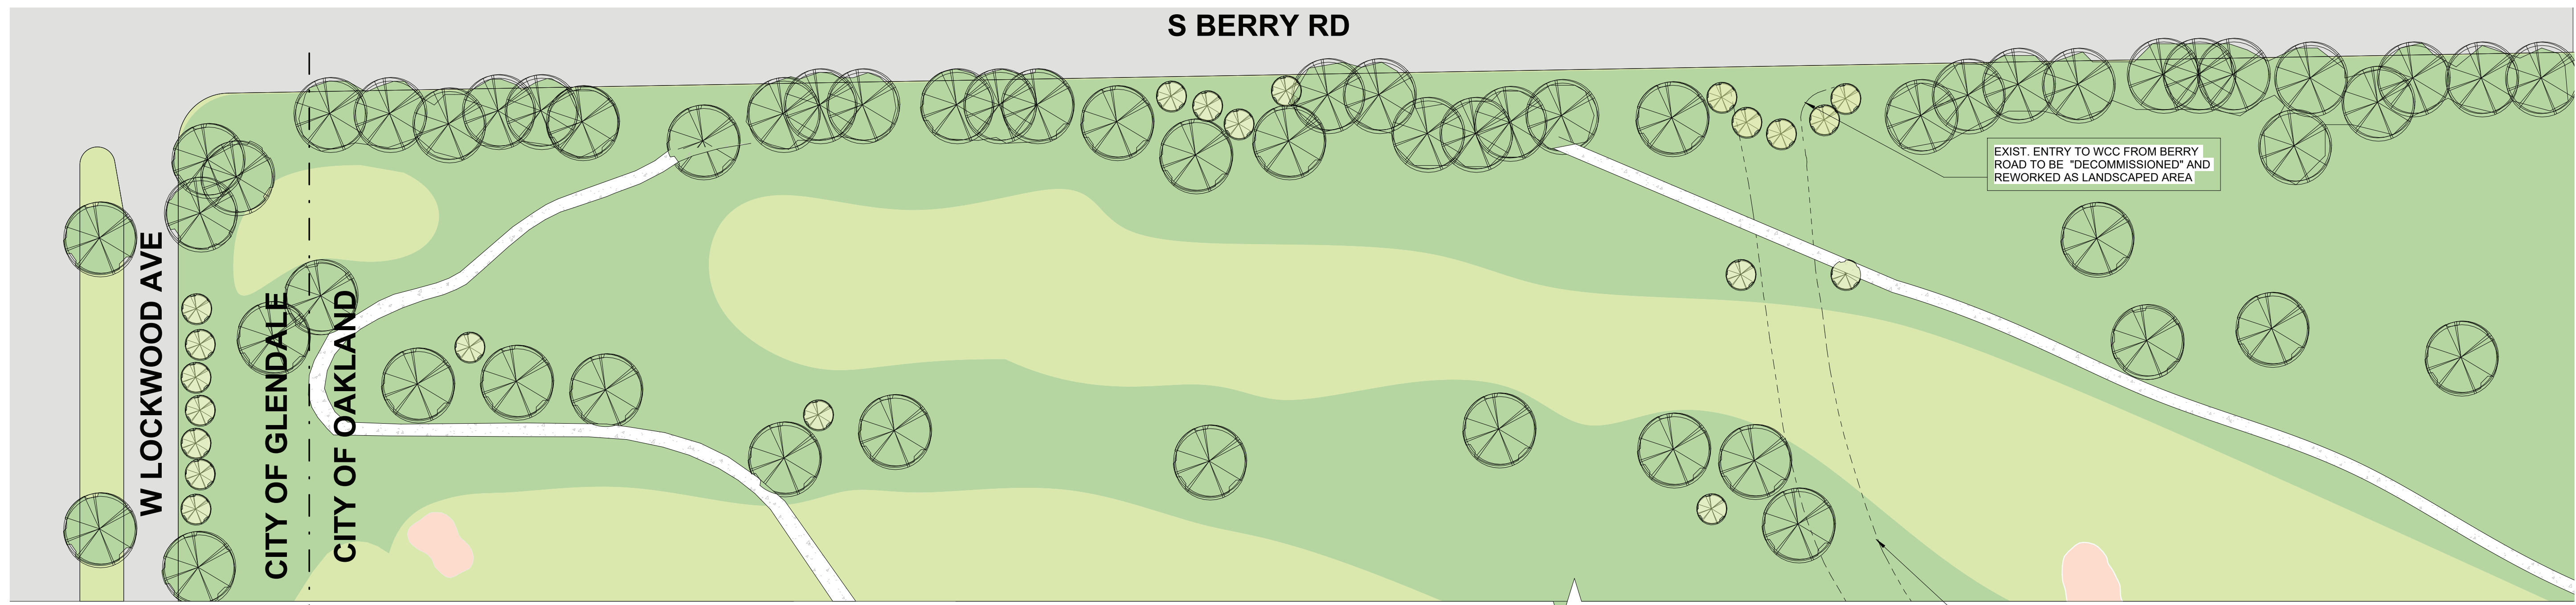 S BERRY RD
EXIST. ENTRY TO WCC FROM BERRY
ROAD TO BE "DECOMMISSIONED" AND
REWORKED AS LANDSCAPED AREA
W LOCKWOOD AVE
CITY OF GLENDALE
CITY OF OAKLAND